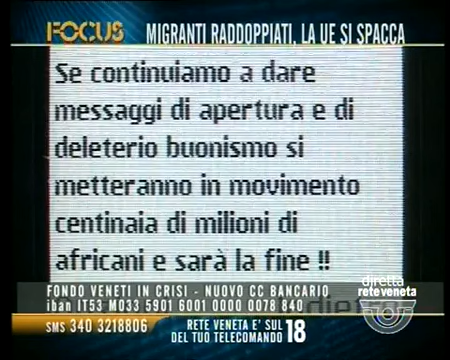 FOCUS MIGRANTI RADDOPPIATI, LA UE SI SPACCA
Se continuiamo a dare
messaggi di apertura e di
deleterio buonismo si
metteranno in movimento
centinaia di milioni di
africani e sarà la fine !!
diretta
reteveneta
FONDO VENETI IN CRISI - NUOVO CC BANCARIO
iban IT53 M033 5901 6001 0000 0078 840
SMS 340 3218806
RETE VENETA E' SUL
DEL TUO TELECOMANDO 18